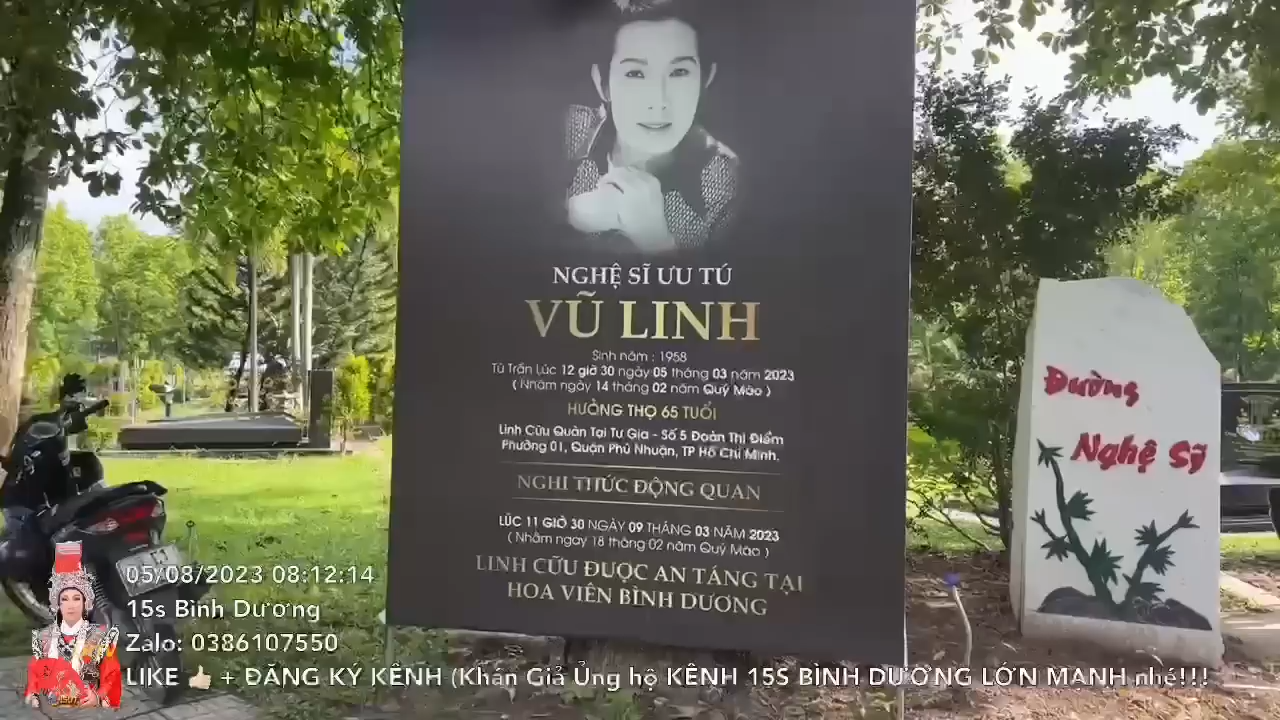 NGHỆ SĨ ƯU TÚ
VŨ LINH
Sinh năm : 1958
Từ Trần Lúc 12 giờ 30 ngày 05 tháng 03 năm 2023
( Nhằm ngày 14 tháng 02 năm Quý Mão )
HƯỞNG THỌ 65 TUỔI
Linh Cữu Quàn Tại Tư Gia - Số 5 Đoàn Thị Điểm
Phường 01, Quận Phú Nhuận, TP Hồ Chí Minh.
NGHI THỨC ĐỘNG QUAN
LÚC 11 GIỜ 30 NGÀY 09 THÁNG 03 NĂM 2023
( Nhằm ngày 18 tháng 02 năm Quý Mão )
LINH CỮU ĐƯỢC AN TÁNG TẠI
HOA VIÊN BÌNH DƯƠNG
Đường
Nghệ Sỹ
05/08/2023 08:12:14
15s Bình Dương
Zalo: 0386107550
LIKE 👍🏻 + ĐĂNG KÝ KÊNH (Khán Giả Ủng hộ KÊNH 15S BÌNH DƯƠNG LỚN MẠNH nhé!!!